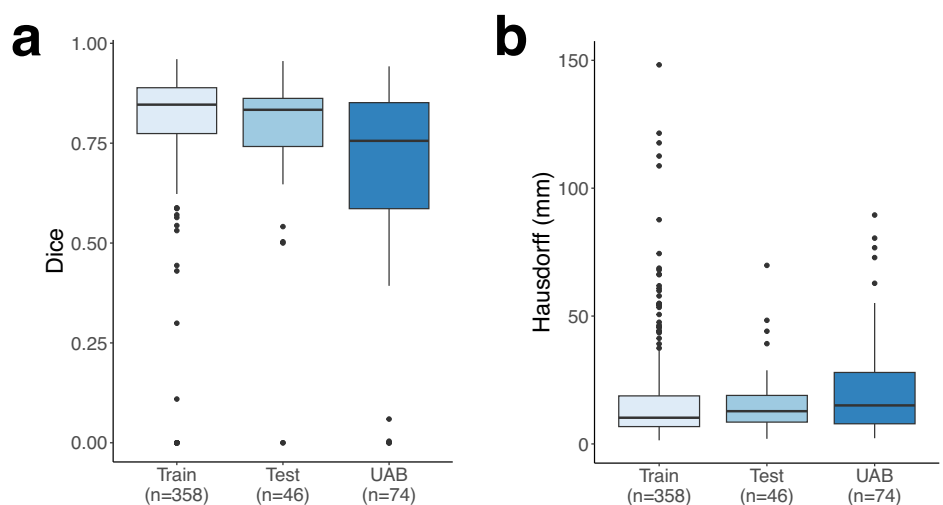 a
Dice
1.00
0.75
0.50
0.25
0.00
Train
(n=358)
Test
(n=46)
UAB
(n=74)
b
Hausdorff (mm)
150
100
50
0
Train
(n=358)
Test
(n=46)
UAB
(n=74)